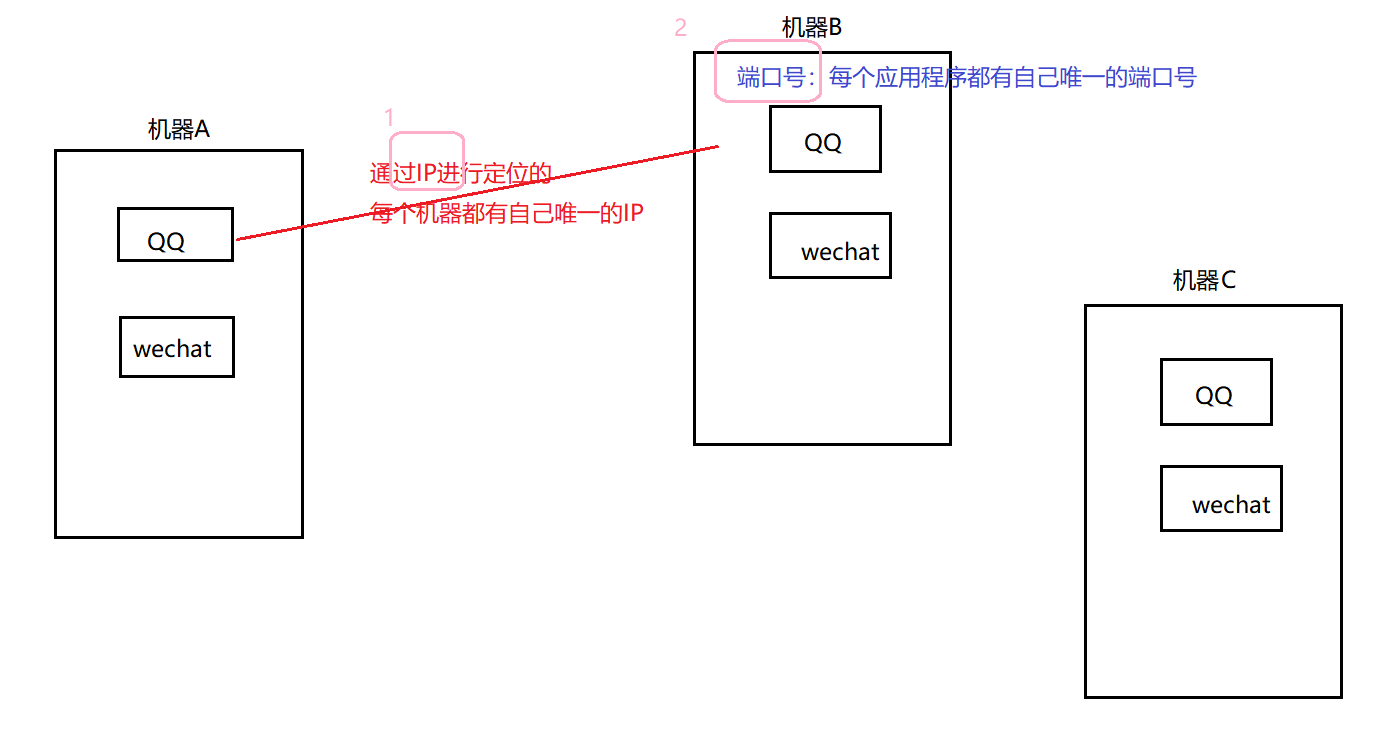 机器A
QQ
wechat
1
通过IP进行定位的
每个机器都有自己唯一的IP
2
机器B
端口号：每个应用程序都有自己唯一的端口号
QQ
wechat
机器C
QQ
wechat